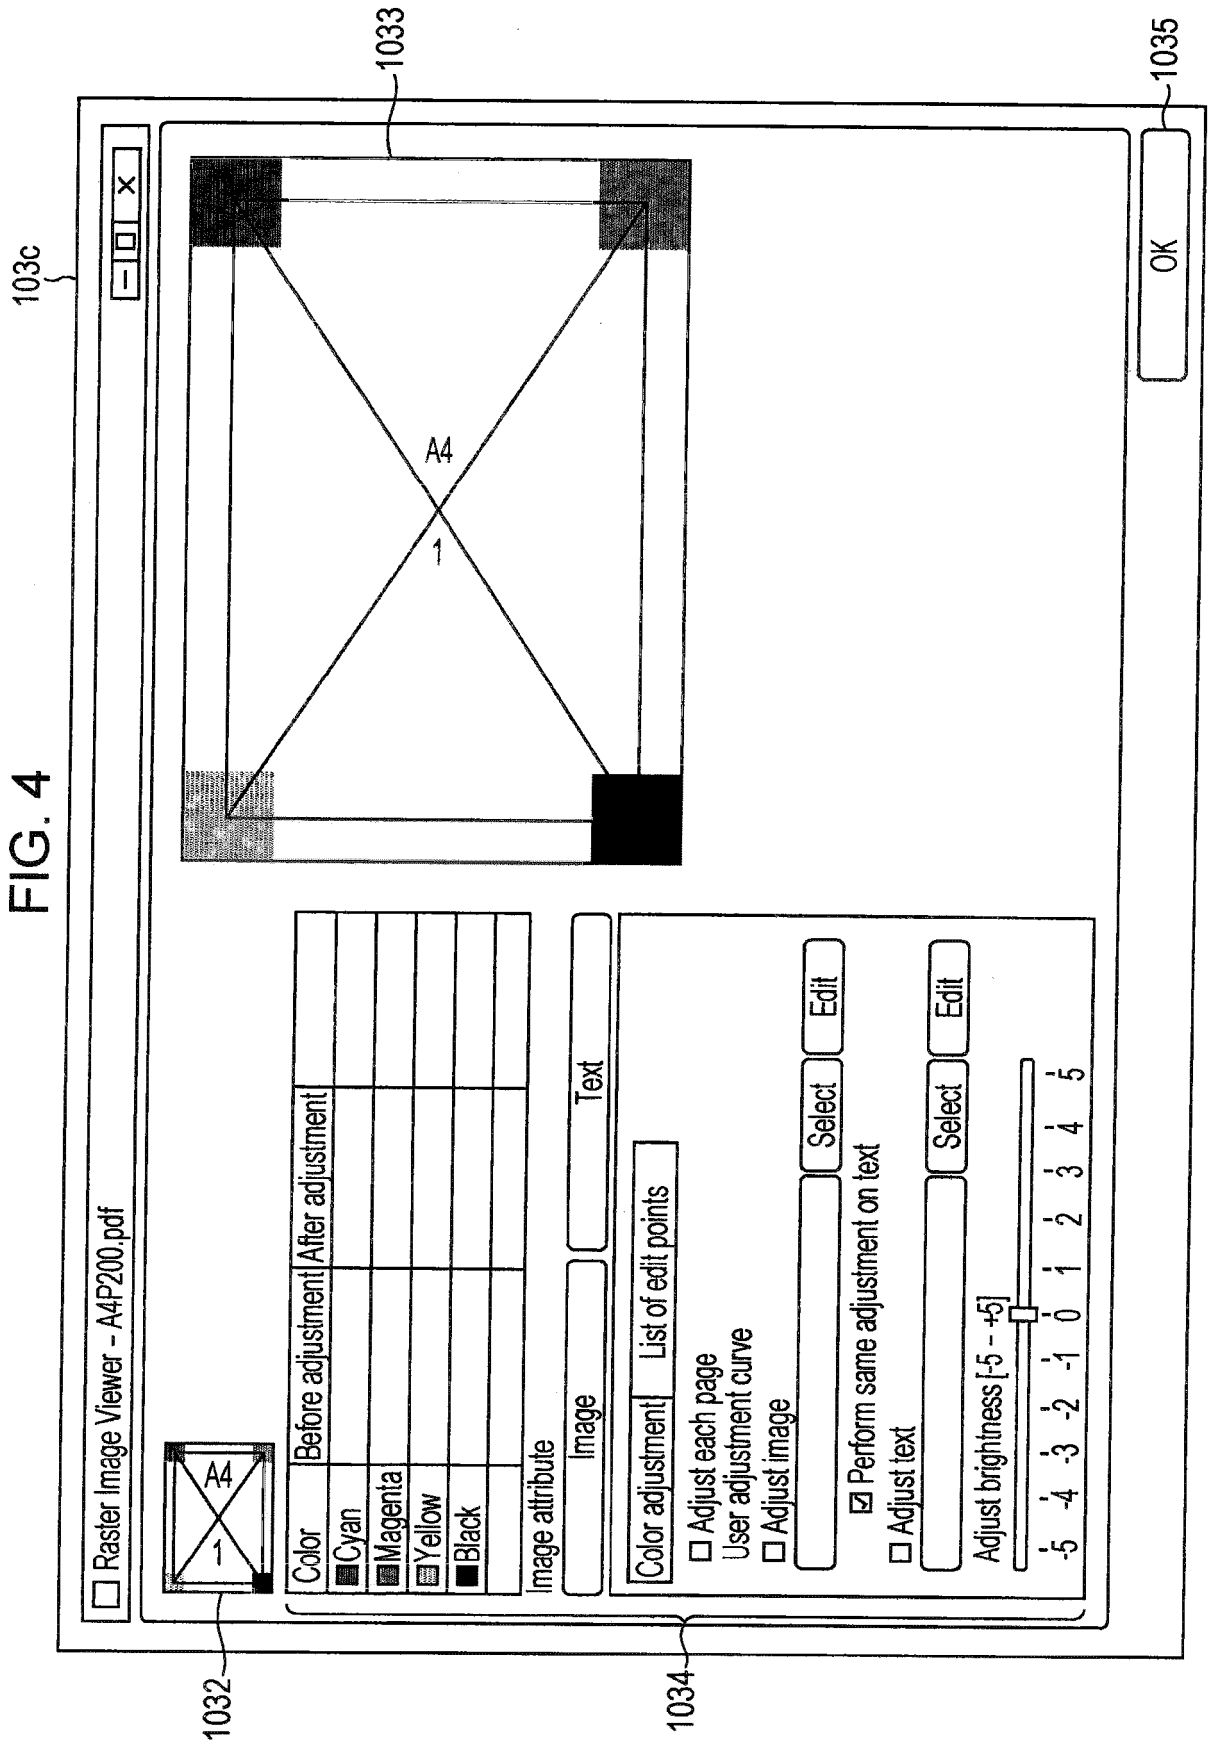 FIG. 4
103c
Raster Image Viewer – A4P200.pdf
1032
1
A4
1033
1
A4
1034
Color Before adjustment After adjustment
Cyan
Magenta
Yellow
Black
Image attribute
Image Text
Color adjustment List of edit points
Adjust each page
User adjustment curve
Adjust image
Select Edit
Perform same adjustment on text
Adjust text
Select Edit
Adjust brightness [-5 – +5]
-5 -4 -3 -2 -1 0 1 2 3 4 5
OK
1035